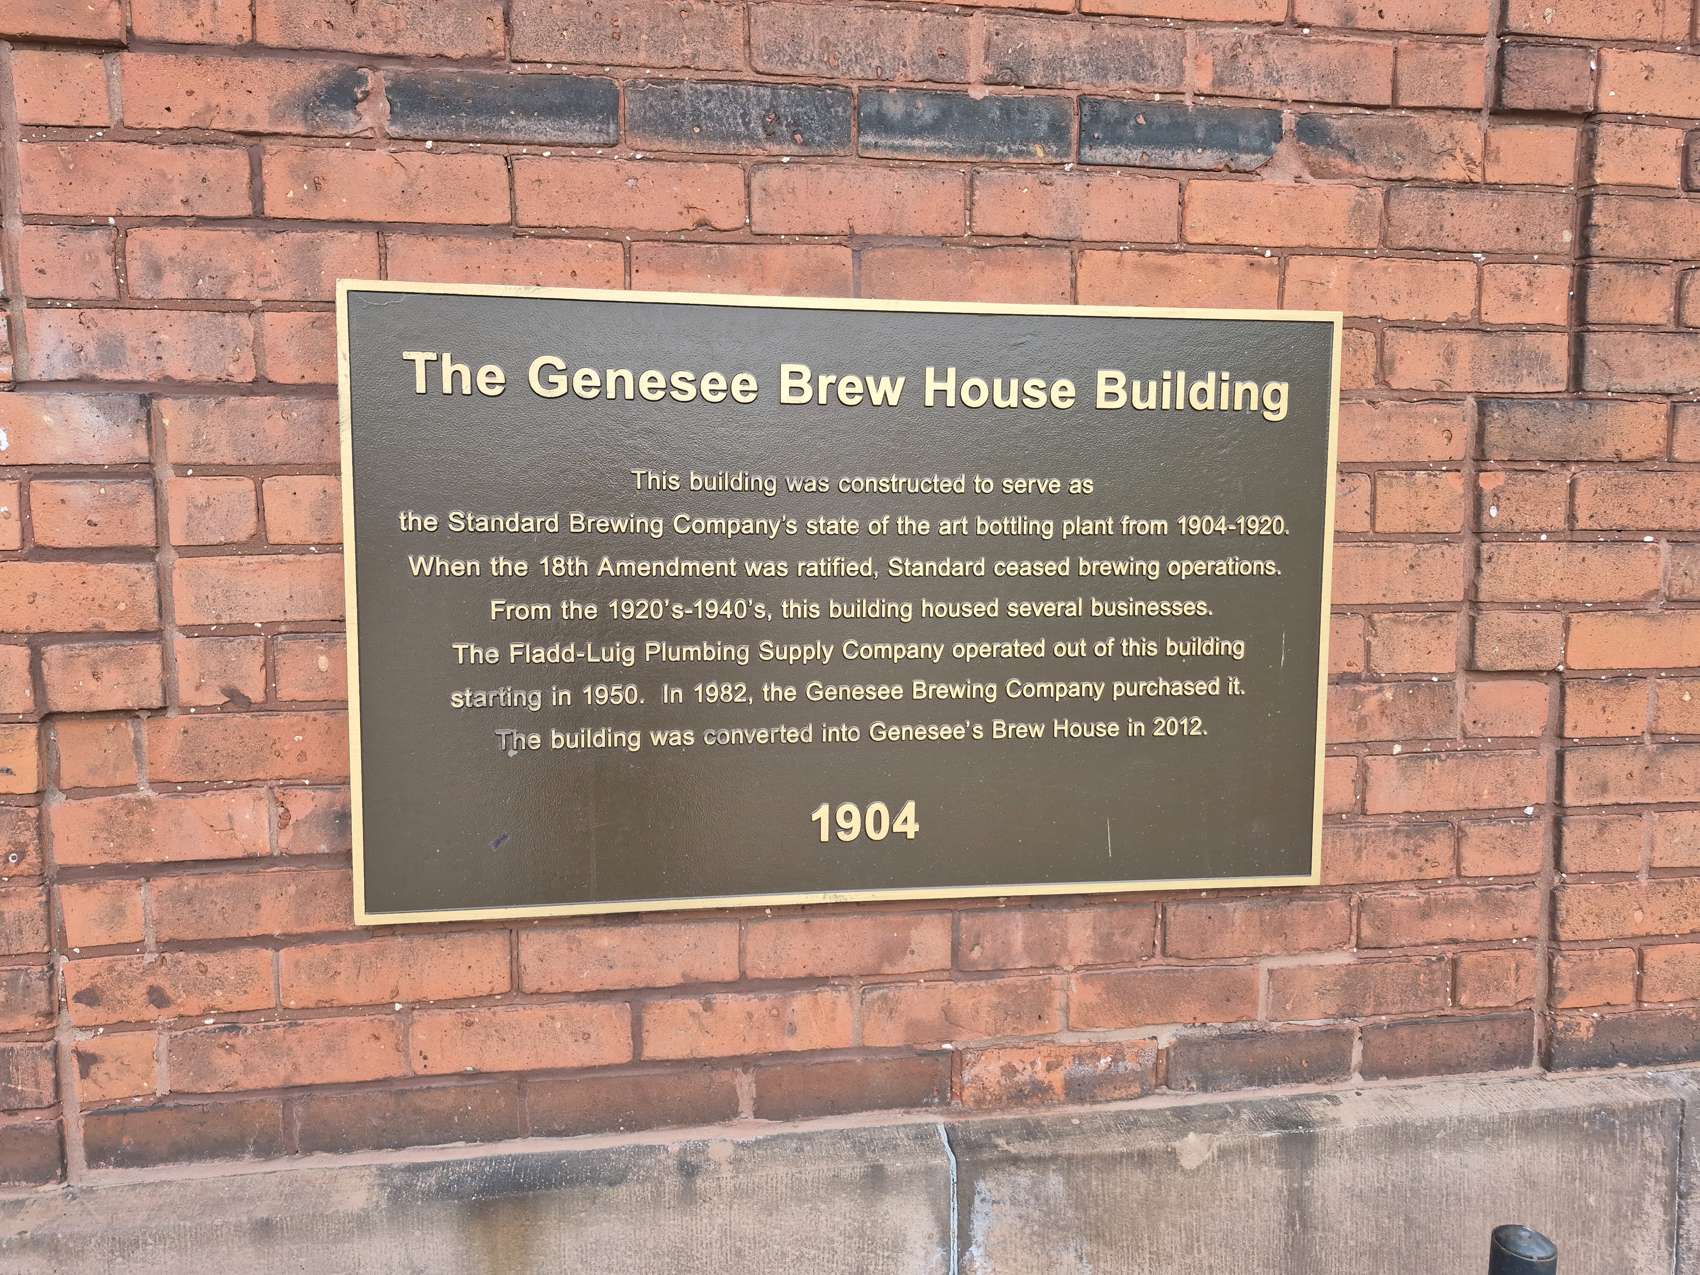 The Genesee Brew House Building
This building was constructed to serve as
the Standard Brewing Company's state of the art bottling plant from 1904-1920.
When the 18th Amendment was ratified, Standard ceased brewing operations.
From the 1920's-1940's, this building housed several businesses.
The Fladd-Luig Plumbing Supply Company operated out of this building
starting in 1950. In 1982, the Genesee Brewing Company purchased it.
The building was converted into Genesee's Brew House in 2012.
1904